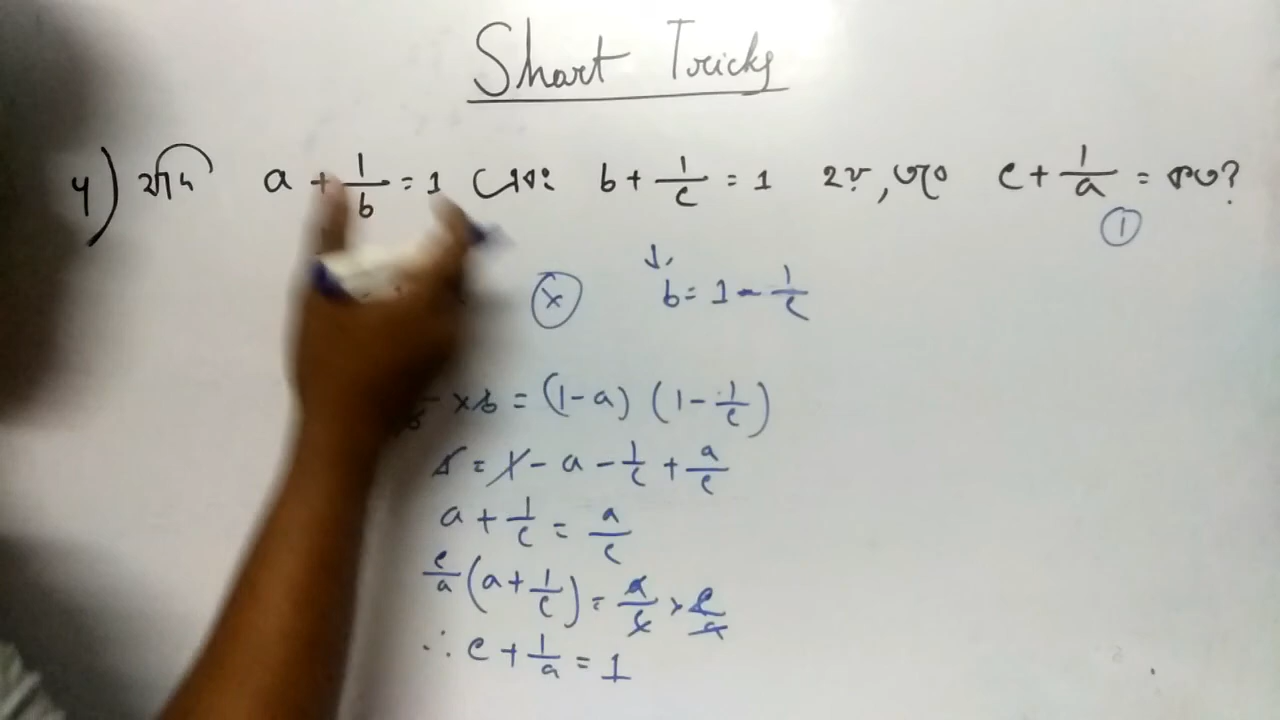 Short Tricks
4) যদি a + 1/b = 1 এবং b + 1/c = 1 হয়, তবে c + 1/a = কত?
①
↓
ⓧ b = 1 - 1/c
× b = (1 - a) (1 - 1/c)
1 = 1 - a - 1/c + a/c
a + 1/c = a/c
c/a (a + 1/c) = a/c × c/a
∴ c + 1/a = 1